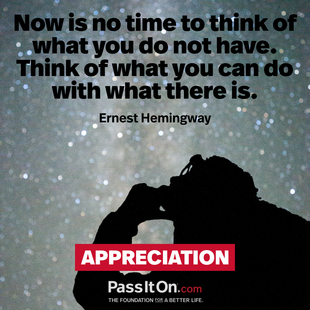 Now is no time to think of
what you do not have.
Think of what you can do
with what there is.
Ernest Hemingway
APPRECIATION
PassItOn.com
THE FOUNDATION FOR A BETTER LIFE.